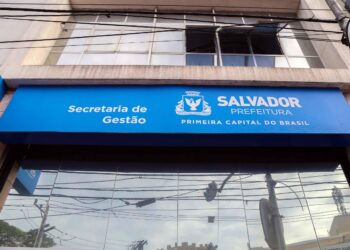 Secretaria de
Gestão
SALVADOR
PREFEITURA
PRIMEIRA CAPITAL DO BRASIL